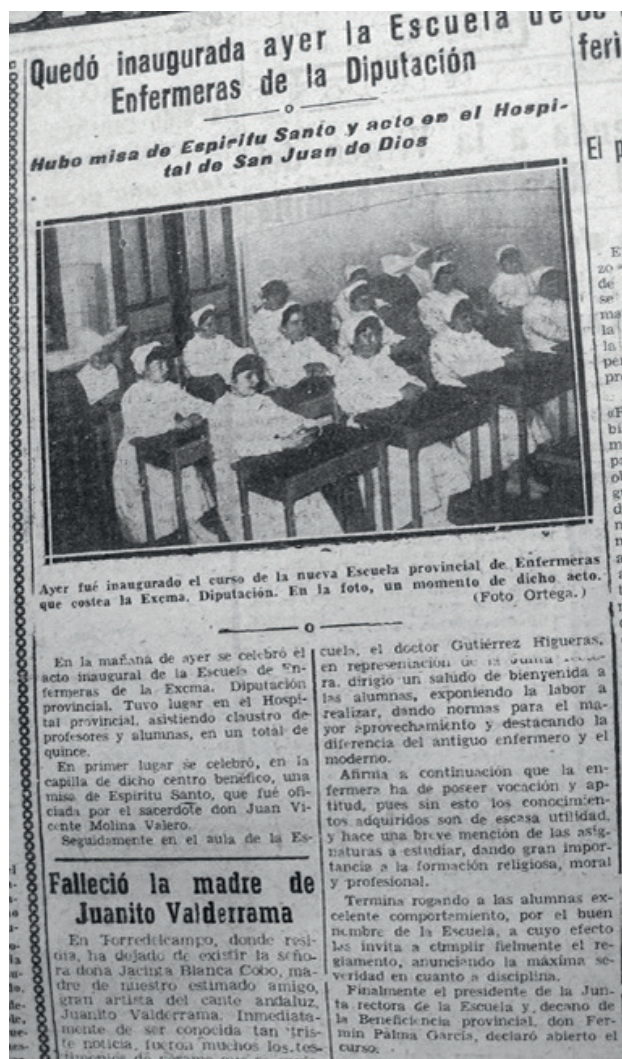 Quedó inaugurada ayer la Escuela de
Enfermeras de la Diputación
Hubo misa de Espiritu Santo y acto en el Hospi-
tal de San Juan de Dios
Ayer fué inaugurado el curso de la nueva Escuela provincial de Enfermeras
que costea la Excma. Diputación. En la foto, un momento de dicho acto.
(Foto Ortega.)
En la mañana de ayer se celebró el
acto inaugural de la Escuela de En-
fermeras de la Excma. Diputación
provincial. Tuvo lugar en el Hospi-
tal provincial, asistiendo claustro de
profesores y alumnas, en un total de
quince.
En primer lugar se celebró, en la
capilla de dicho centro benéfico, una
misa de Espíritu Santo, que fué ofi-
ciada por el sacerdote don Juan Vi-
cente Molina Valero.
Seguidamente en el aula de la Es-
cuela, el doctor Gutiérrez Higueras,
en representación de la Junta
ra, dirigió un saludo de bienvenida a
las alumnas, exponiendo la labor a
realizar, dando normas para el ma-
yor aprovechamiento y destacando la
diferencia del antiguo enfermero y el
moderno.
Afirma a continuación que la en-
fermera ha de poseer vocación y ap-
titud, pues sin esto los conocimien-
tos adquiridos son de escasa utilidad,
y hace una breve mención de las asig-
naturas a estudiar, dando gran impor-
tancia a la formación religiosa, moral
y profesional.
Termina rogando a las alumnas ex-
celente comportamiento, por el buen
nombre de la Escuela, a cuyo efecto
las invita a cumplir fielmente el re-
glamento, anunciando la máxima se-
veridad en cuanto a disciplina.
Finalmente el presidente de la Jun-
ta rectora de la Escuela y decano de
la Beneficiencia provincial, don Fer-
mín Palma García, declaró abierto el
curso.
Falleció la madre de
Juanito Valderrama
En Torredelcampo, donde resi-
día, ha dejado de existir la seño-
ra doña Jacinta Blanca Cobo, ma-
dre de nuestro estimado amigo,
gran artista del cante andaluz,
Juanito Valderrama. Inmediata-
mente de ser conocida tan tris-
te noticia, fueron muchos los tes-